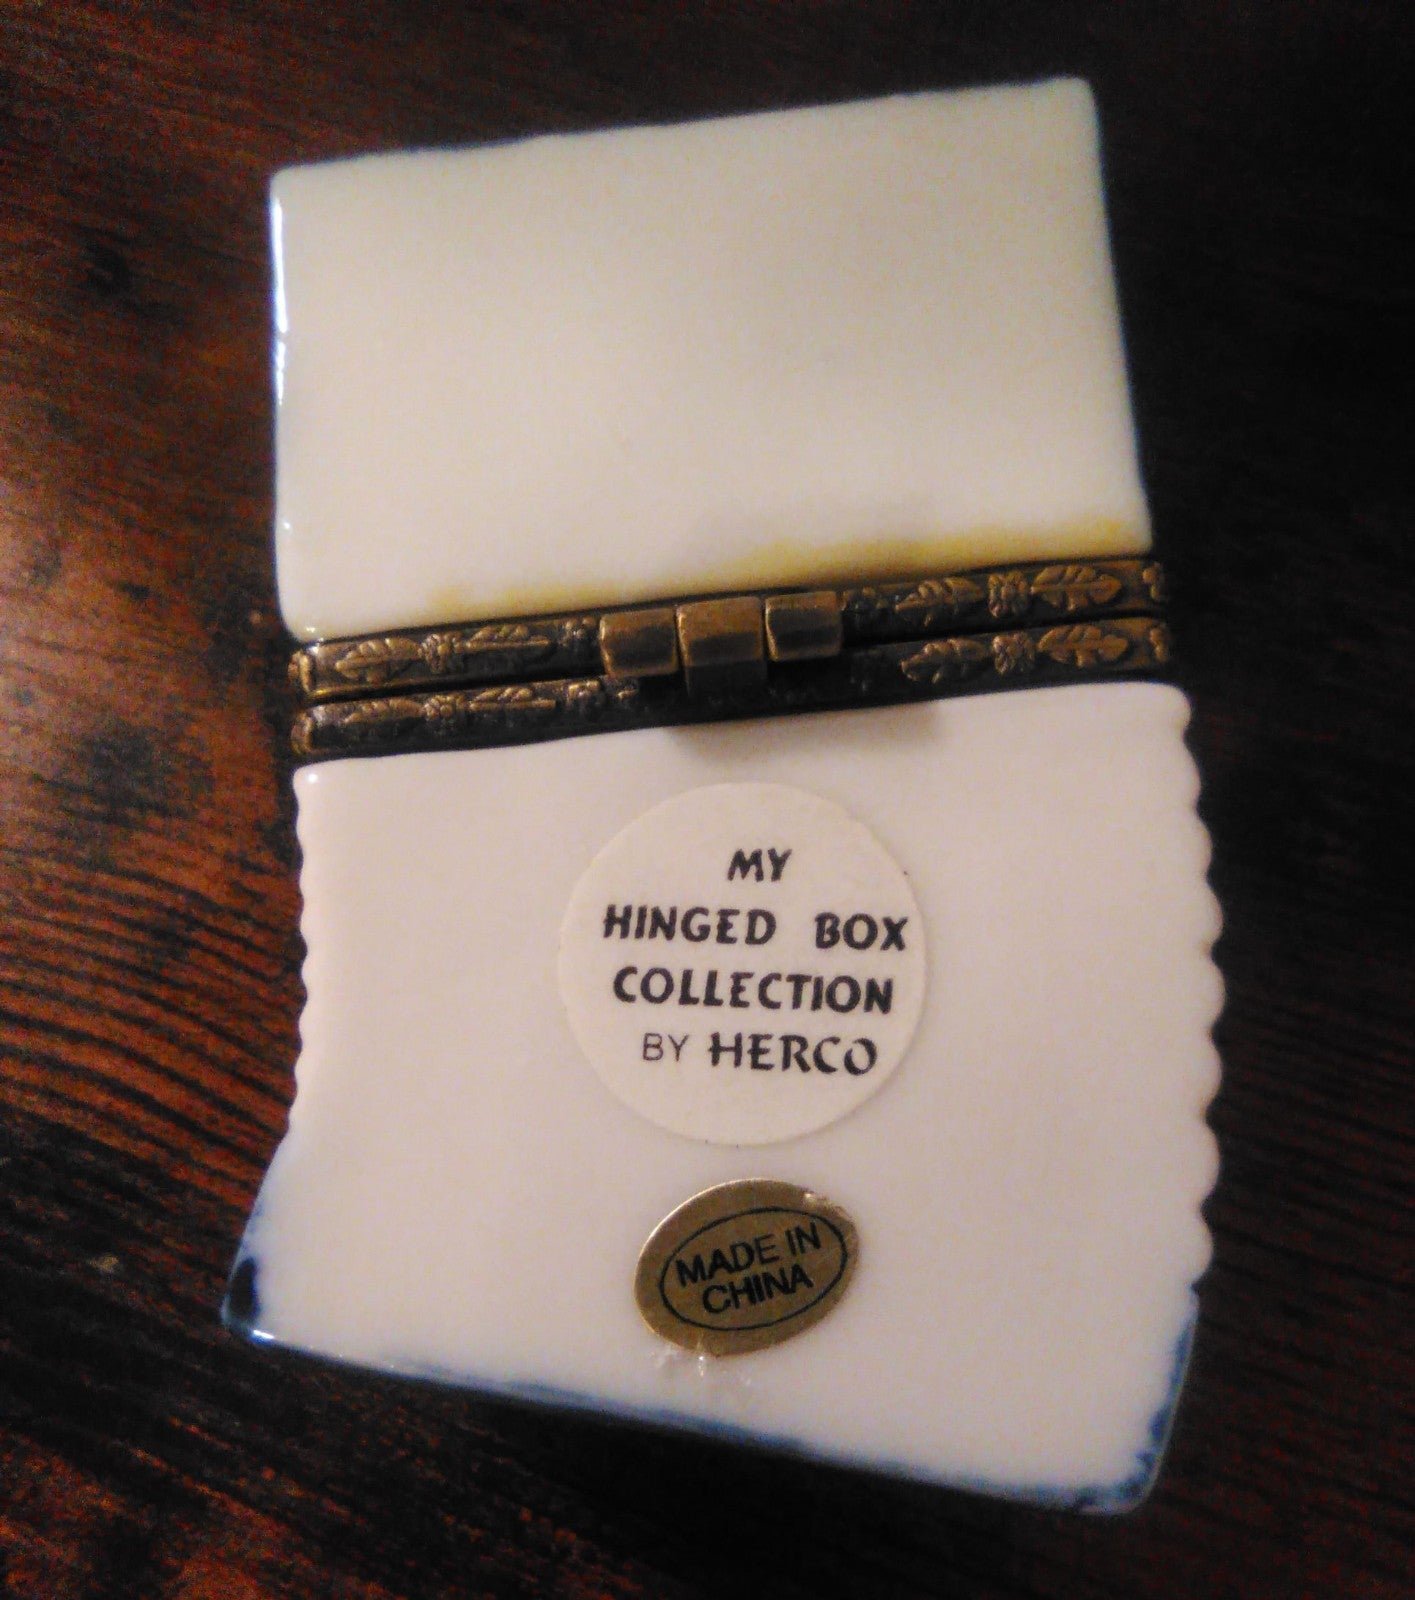 MY
HINGED BOX
COLLECTION
BY HERCO
MADE IN
CHINA